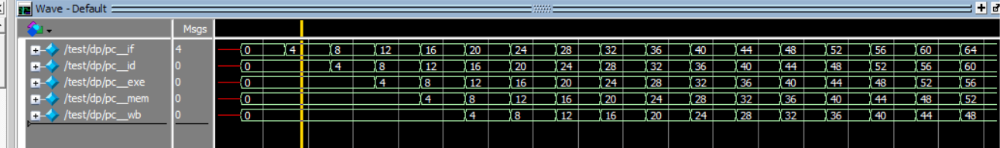 Wave - Default
Msgs
/test/dp/pc__if 4 0 4 8 12 16 20 24 28 32 36 40 44 48 52 56 60 64
/test/dp/pc__id 0 0 4 8 12 16 20 24 28 32 36 40 44 48 52 56 60
/test/dp/pc__exe 0 0 4 8 12 16 20 24 28 32 36 40 44 48 52 56
/test/dp/pc__mem 0 0 4 8 12 16 20 24 28 32 36 40 44 48 52
/test/dp/pc__wb 0 0 4 8 12 16 20 24 28 32 36 40 44 48